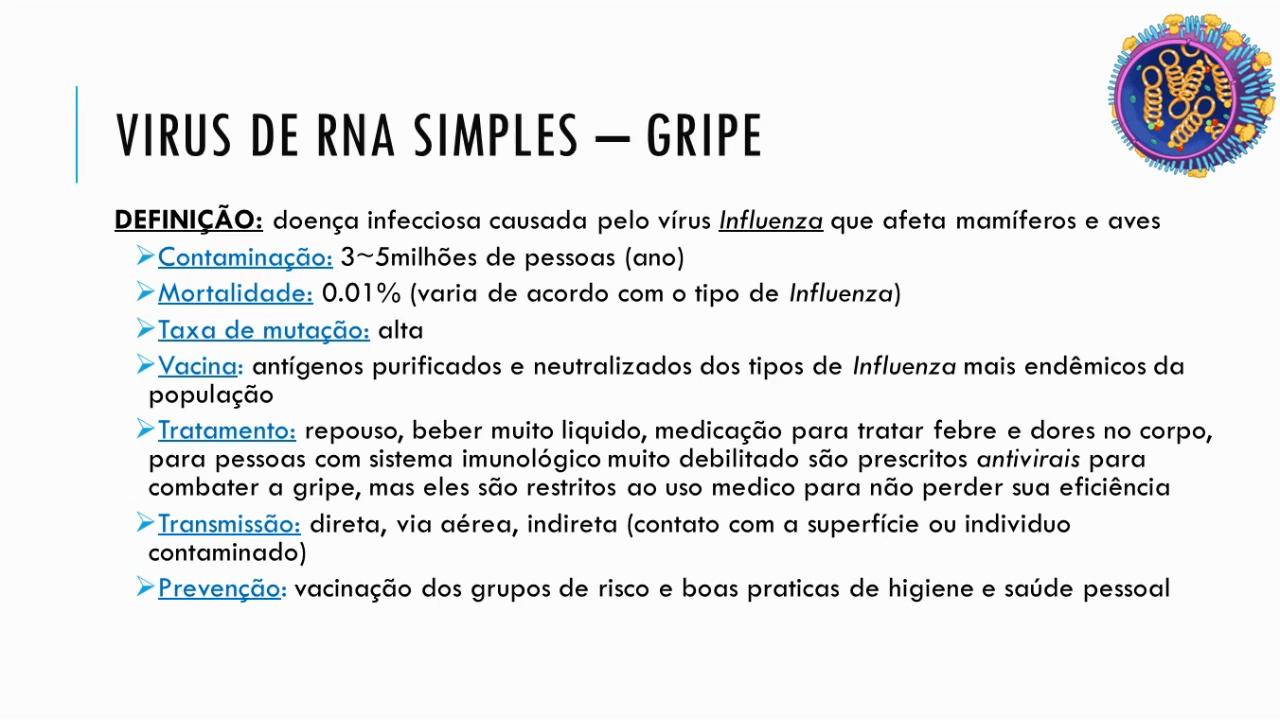 VIRUS DE RNA SIMPLES – GRIPE
DEFINIÇÃO: doença infecciosa causada pelo vírus Influenza que afeta mamíferos e aves
➢Contaminação: 3~5milhões de pessoas (ano)
➢Mortalidade: 0.01% (varia de acordo com o tipo de Influenza)
➢Taxa de mutação: alta
➢Vacina: antígenos purificados e neutralizados dos tipos de Influenza mais endêmicos da
população
➢Tratamento: repouso, beber muito liquido, medicação para tratar febre e dores no corpo,
para pessoas com sistema imunológico muito debilitado são prescritos antivirais para
combater a gripe, mas eles são restritos ao uso medico para não perder sua eficiência
➢Transmissão: direta, via aérea, indireta (contato com a superfície ou individuo
contaminado)
➢Prevenção: vacinação dos grupos de risco e boas praticas de higiene e saúde pessoal